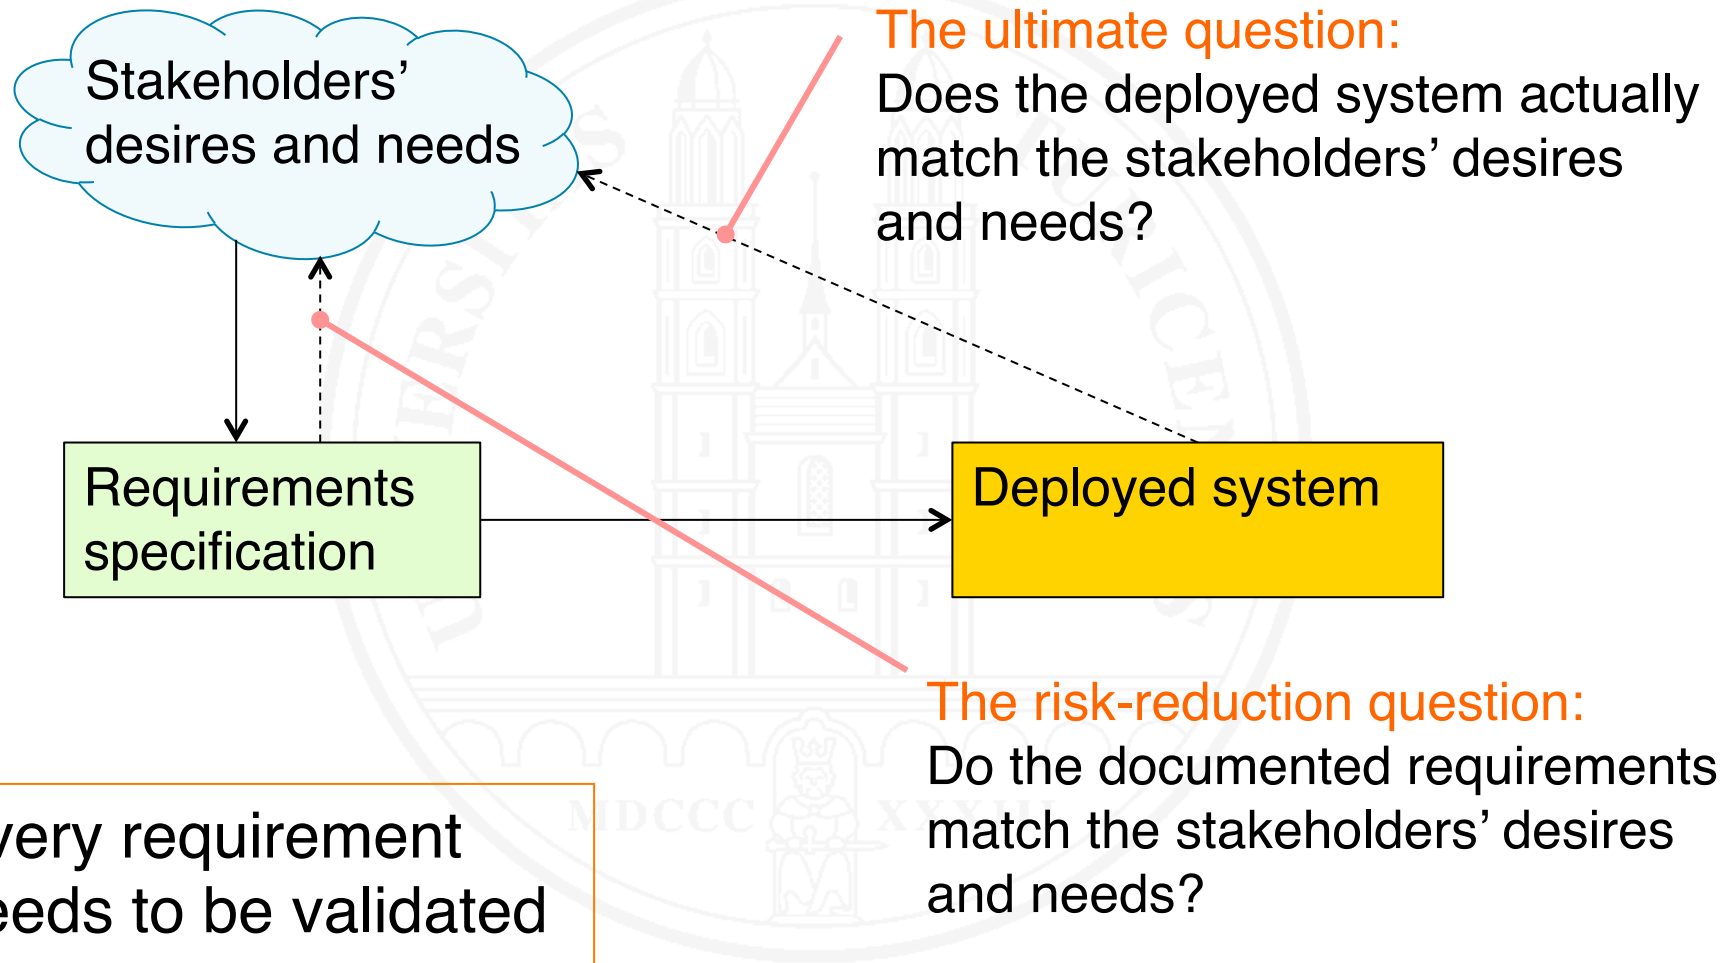 Stakeholders’
desires and needs
The ultimate question:
Does the deployed system actually
match the stakeholders’ desires
and needs?
Requirements
specification
Deployed system
The risk-reduction question:
Do the documented requirements
match the stakeholders’ desires
and needs?
very requirement
eeds to be validated
MDCCC XXXIII